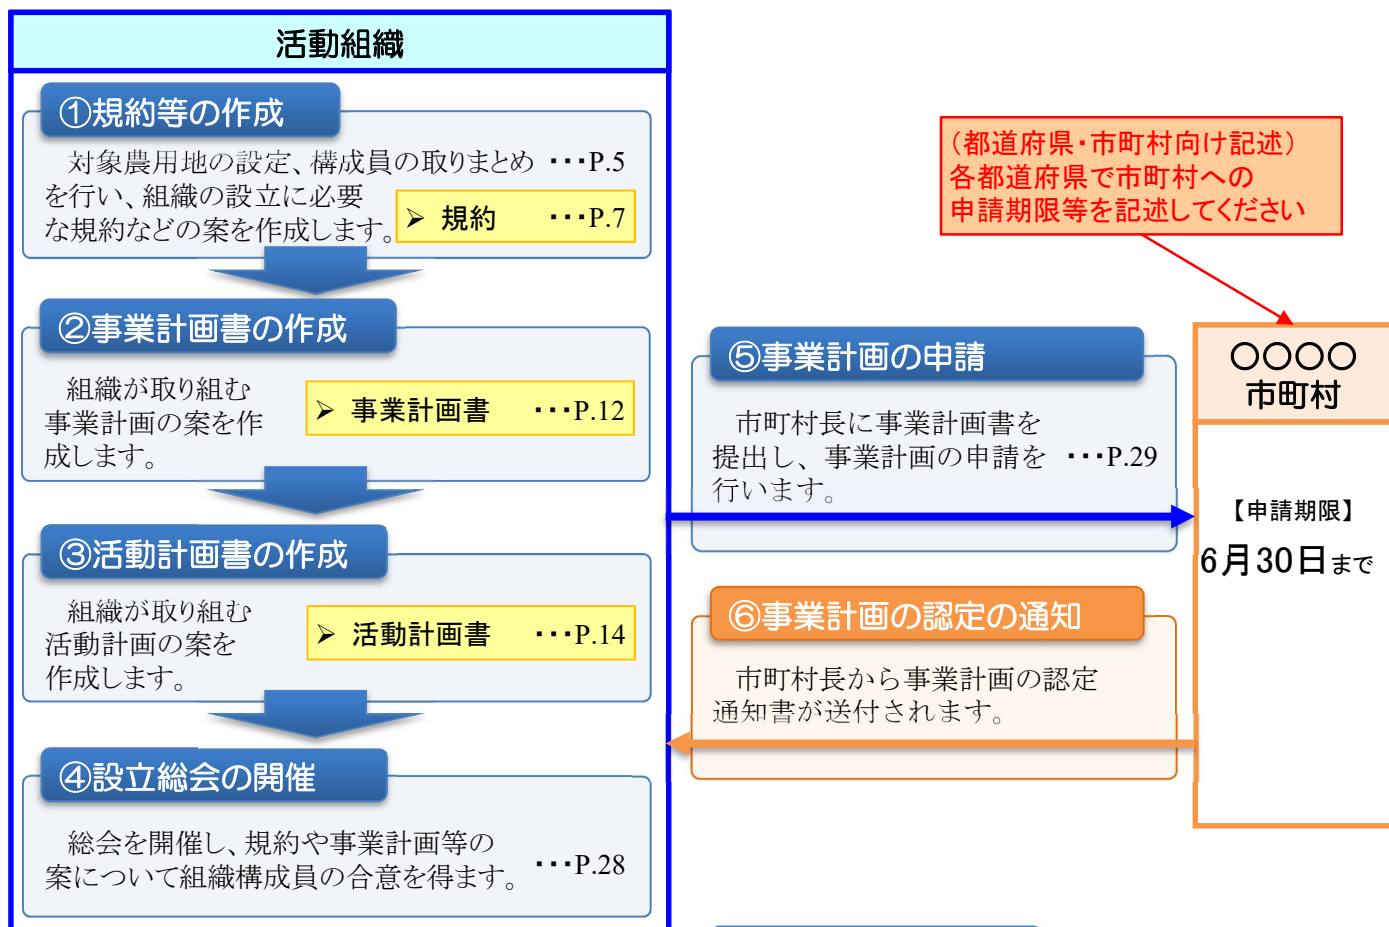 活動組織
①規約等の作成
対象農用地の設定、構成員の取りまとめ ・・・P.5
を行い、組織の設立に必要
な規約などの案を作成します。
➢ 規約 ・・・P.7
②事業計画書の作成
組織が取り組む
事業計画の案を作
成します。
➢ 事業計画書 ・・・P.12
③活動計画書の作成
組織が取り組む
活動計画の案を
作成します。
➢ 活動計画書 ・・・P.14
④設立総会の開催
総会を開催し、規約や事業計画等の
案について組織構成員の合意を得ます。 ・・・P.28
⑤事業計画の申請
市町村長に事業計画書を
提出し、事業計画の申請を ・・・P.29
行います。
⑥事業計画の認定の通知
市町村長から事業計画の認定
通知書が送付されます。
(都道府県・市町村向け記述)
各都道府県で市町村への
申請期限等を記述してください
〇〇〇〇
市町村
【申請期限】
6月30日まで